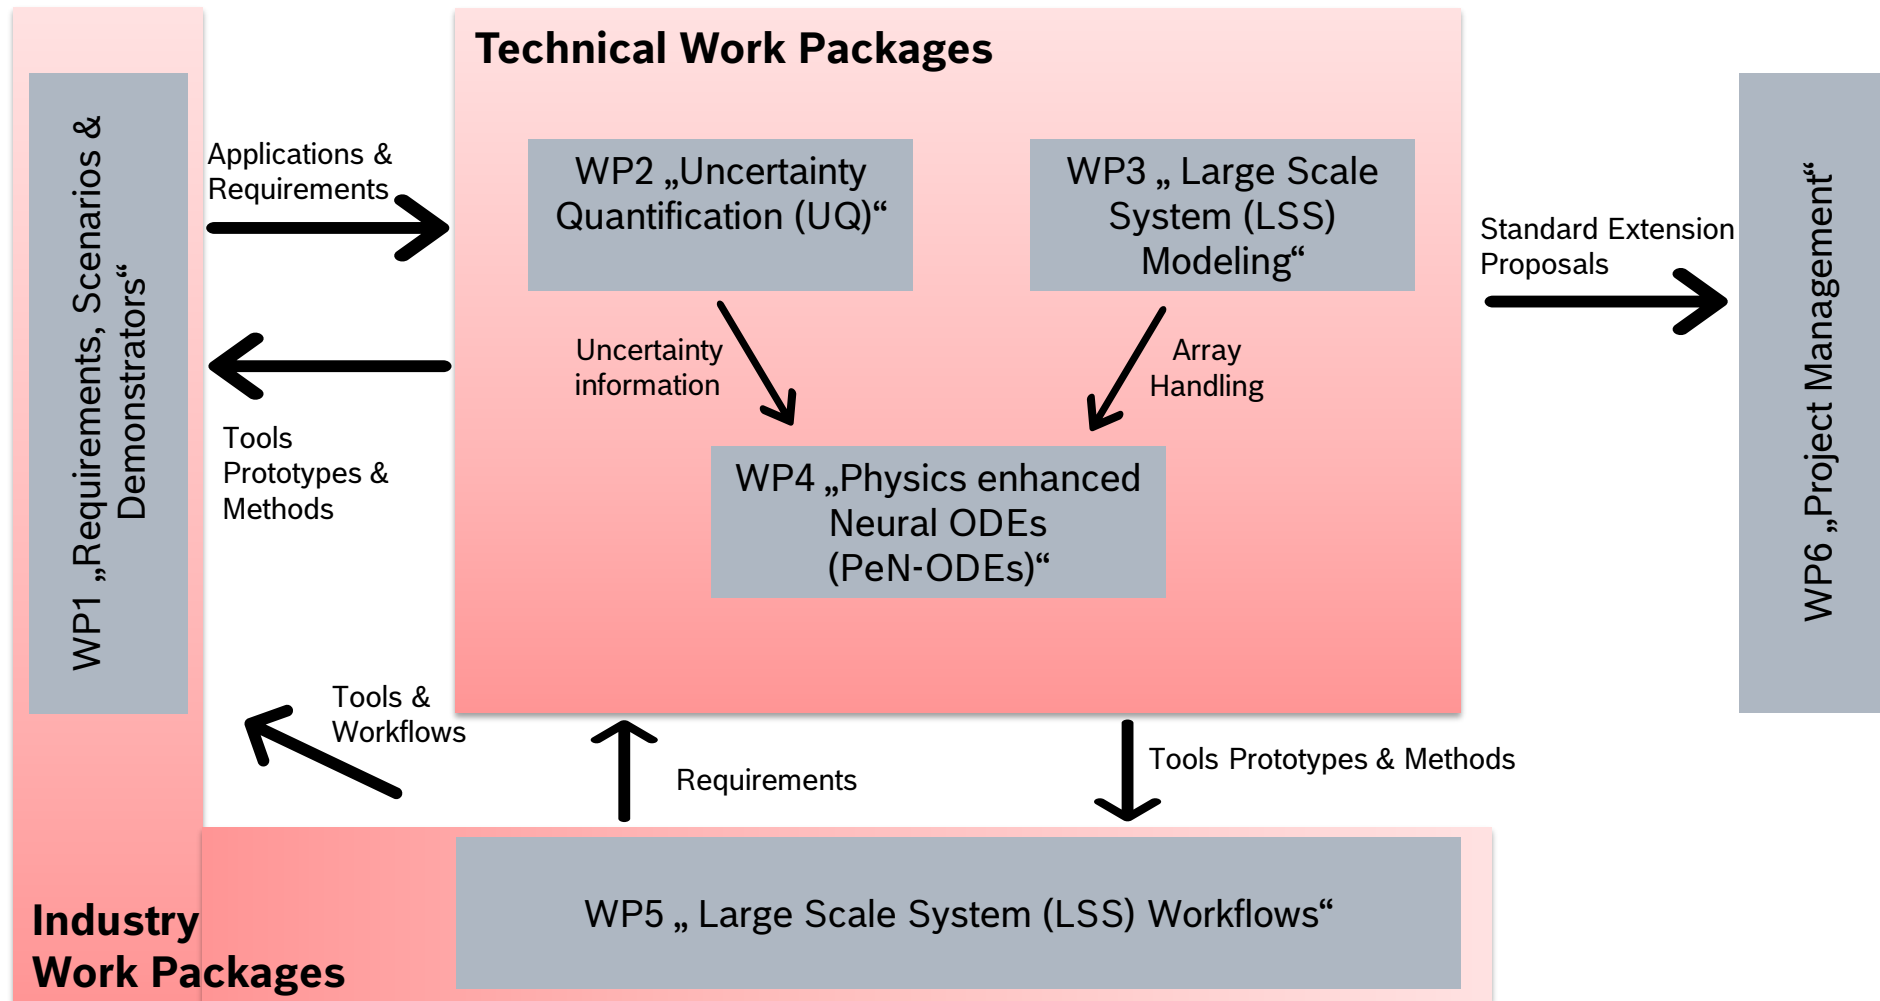 Technical Work Packages
WP1 „Requirements, Scenarios &
Demonstrators“
Applications &
Requirements
Tools
Prototypes &
Methods
WP2 „Uncertainty
Quantification (UQ)“
WP3 „ Large Scale
System (LSS)
Modeling“
Uncertainty
information
Array
Handling
WP4 „Physics enhanced
Neural ODEs
(PeN-ODEs)“
Standard Extension
Proposals
WP6 „Project Management“
Tools &
Workflows
Requirements
Tools Prototypes & Methods
WP5 „ Large Scale System (LSS) Workflows“
Industry
Work Packages